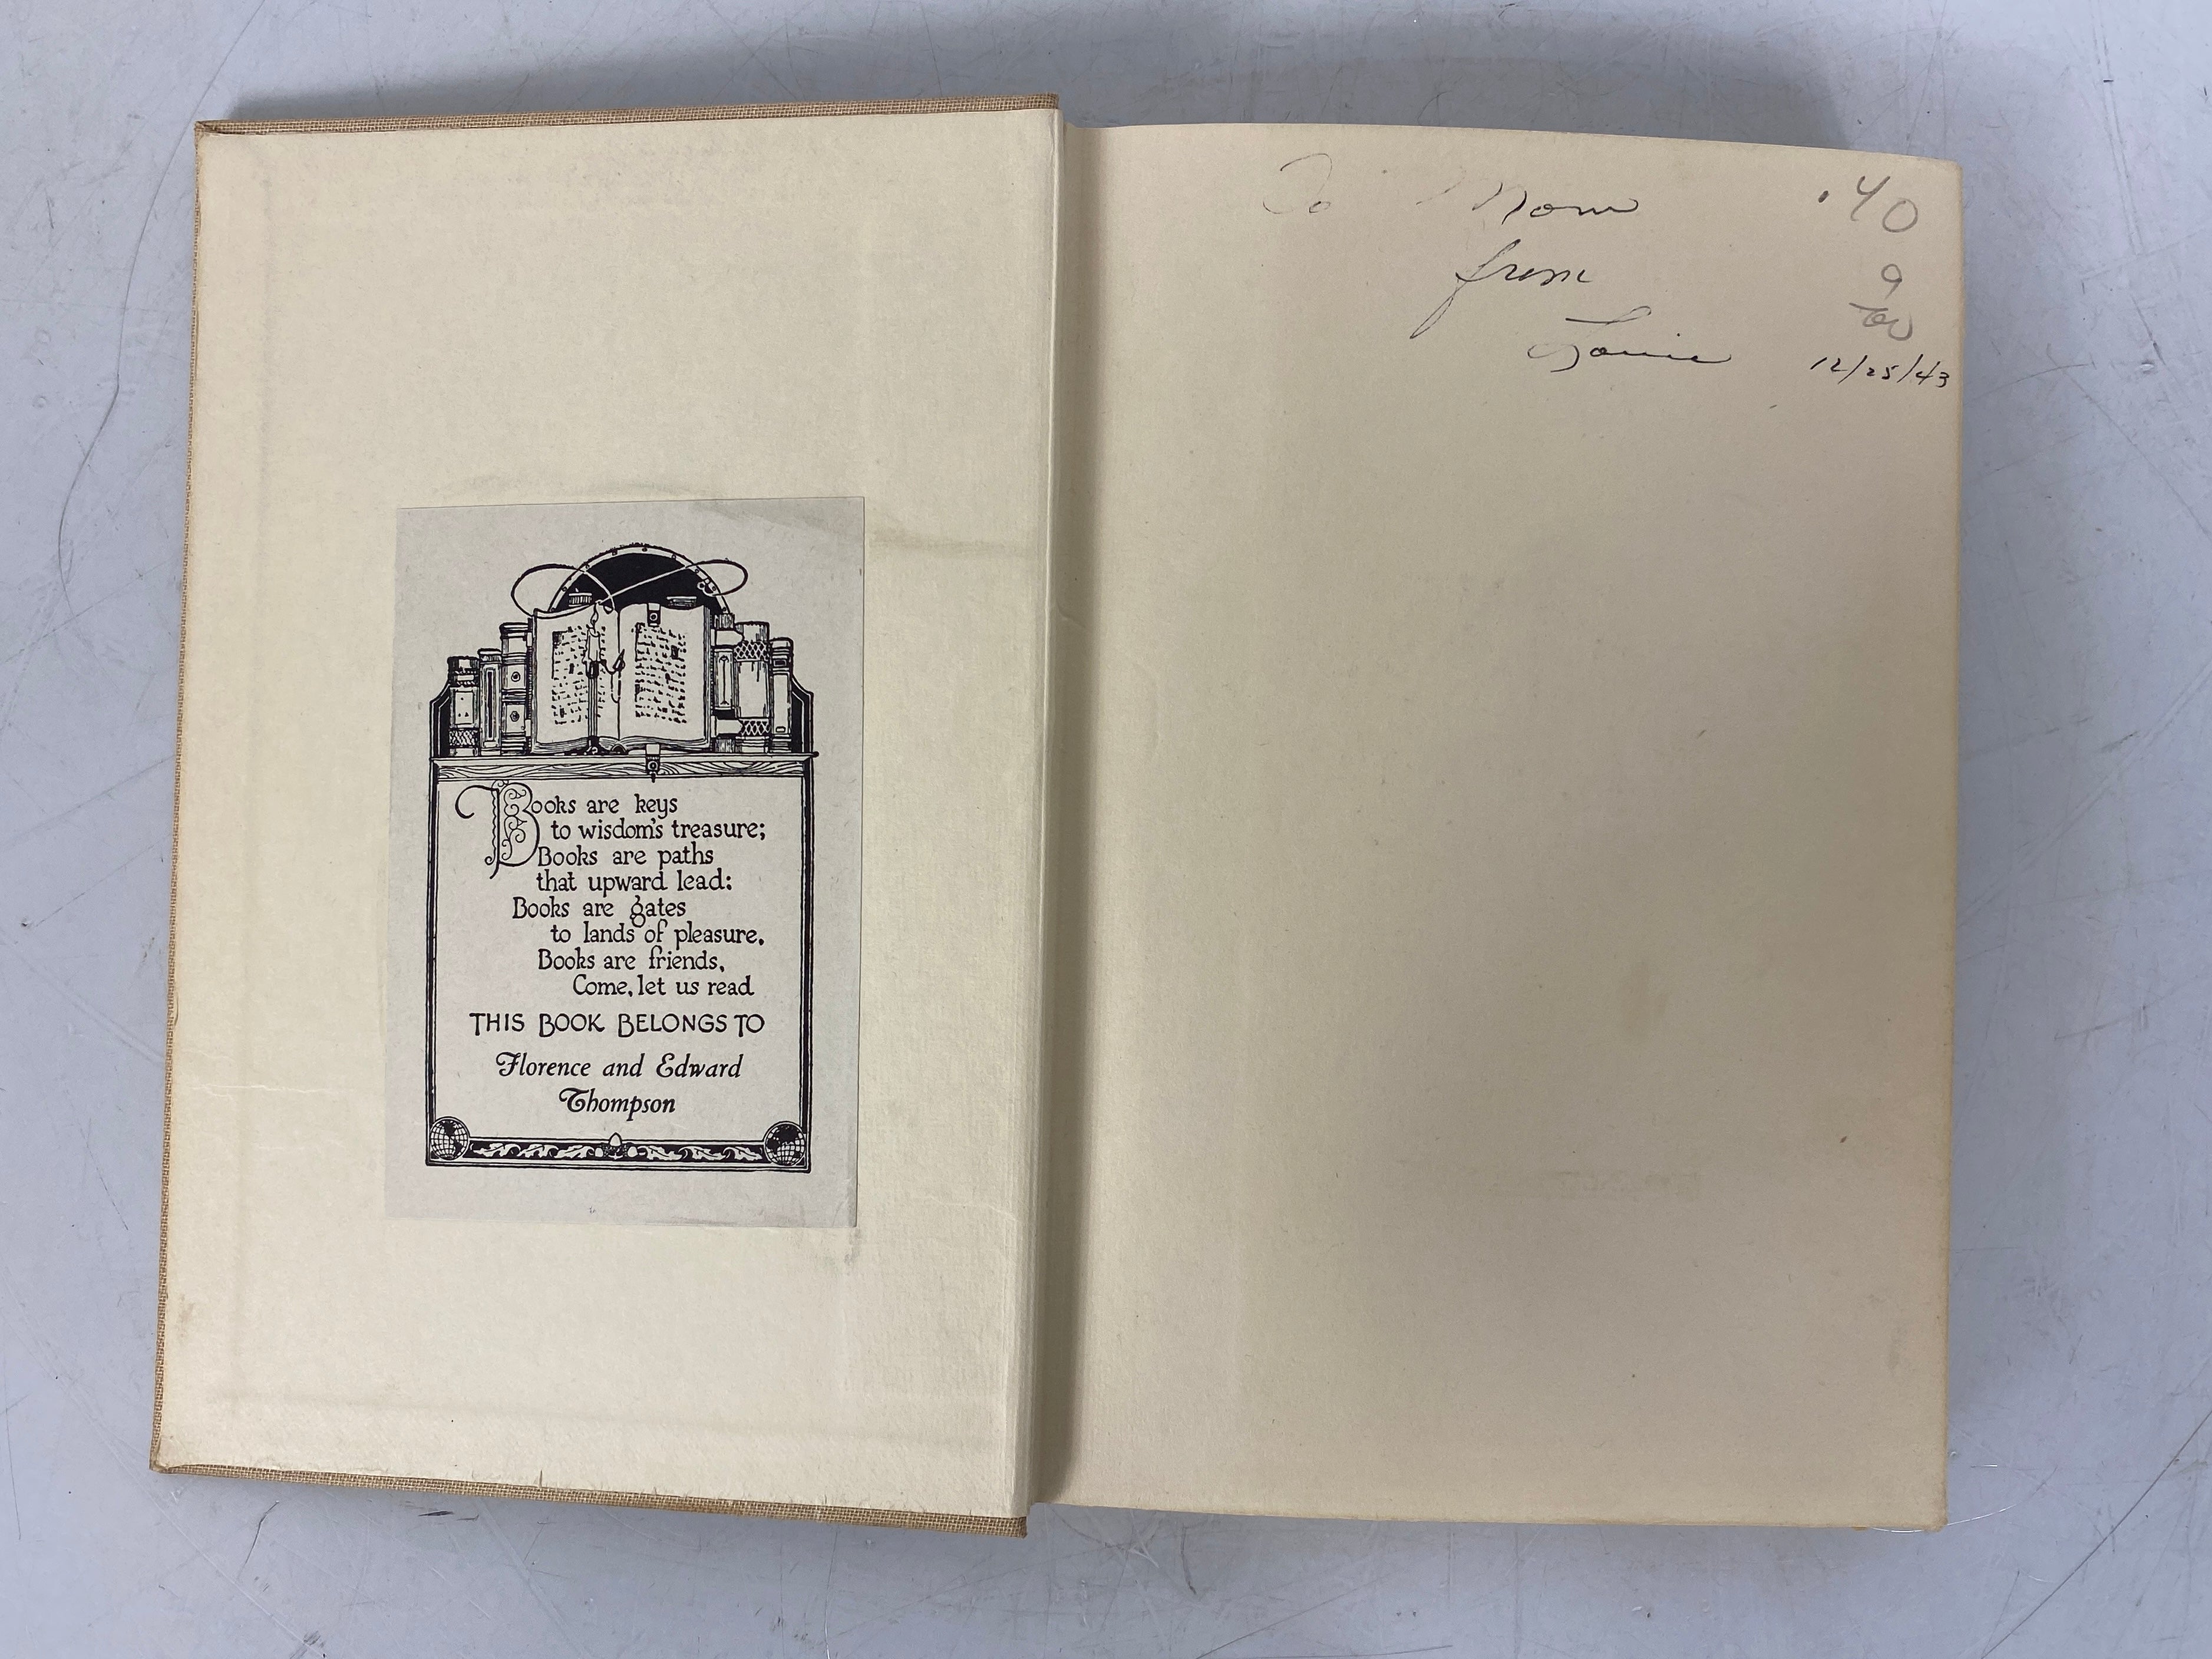 Books are keys
to wisdom's treasure;
Books are paths
that upward lead:
Books are gates
to lands of pleasure.
Books are friends,
Come, let us read
THIS BOOK BELONGS TO
Florence and Edward
Thompson
To Mom
from
Louie
.40
12/25/43